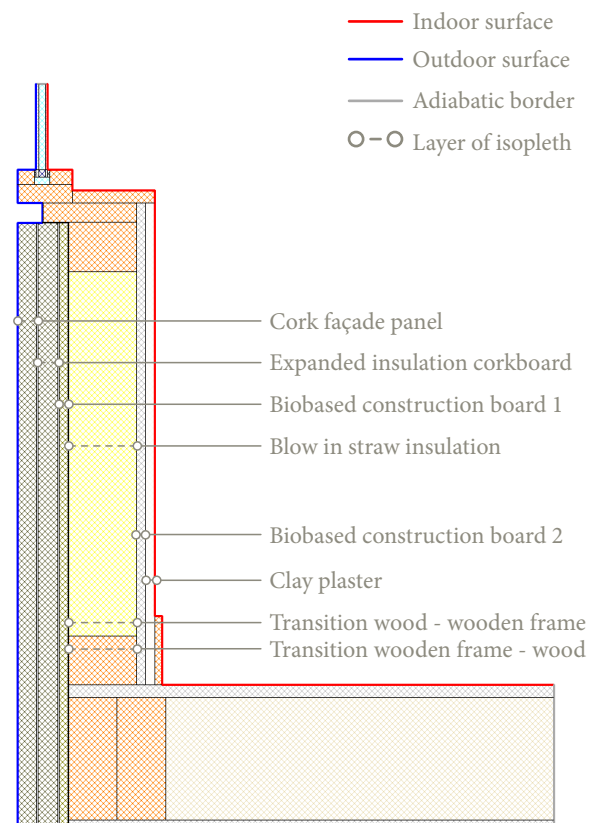 Indoor surface
Outdoor surface
Adiabatic border
Layer of isopleth
Cork façade panel
Expanded insulation corkboard
Biobased construction board 1
Blow in straw insulation
Biobased construction board 2
Clay plaster
Transition wood - wooden frame
Transition wooden frame - wood